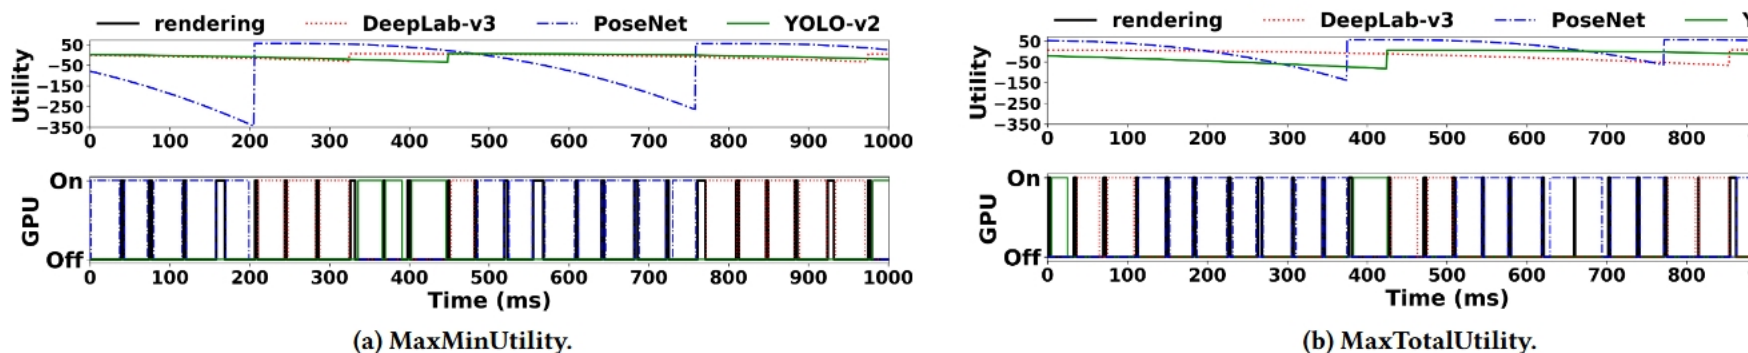 rendering DeepLab-v3 PoseNet YOLO-v2
Utility
50
−50
−150
−250
−350
0 100 200 300 400 500 600 700 800 900 1000
GPU
On
Off
0 100 200 300 400 500 600 700 800 900 1000
Time (ms)
(a) MaxMinUtility.
rendering DeepLab-v3 PoseNet
Utility
50
−50
−150
−250
−350
0 100 200 300 400 500 600 700 800
GPU
On
Off
0 100 200 300 400 500 600 700 800
Time (ms)
(b) MaxTotalUtility.